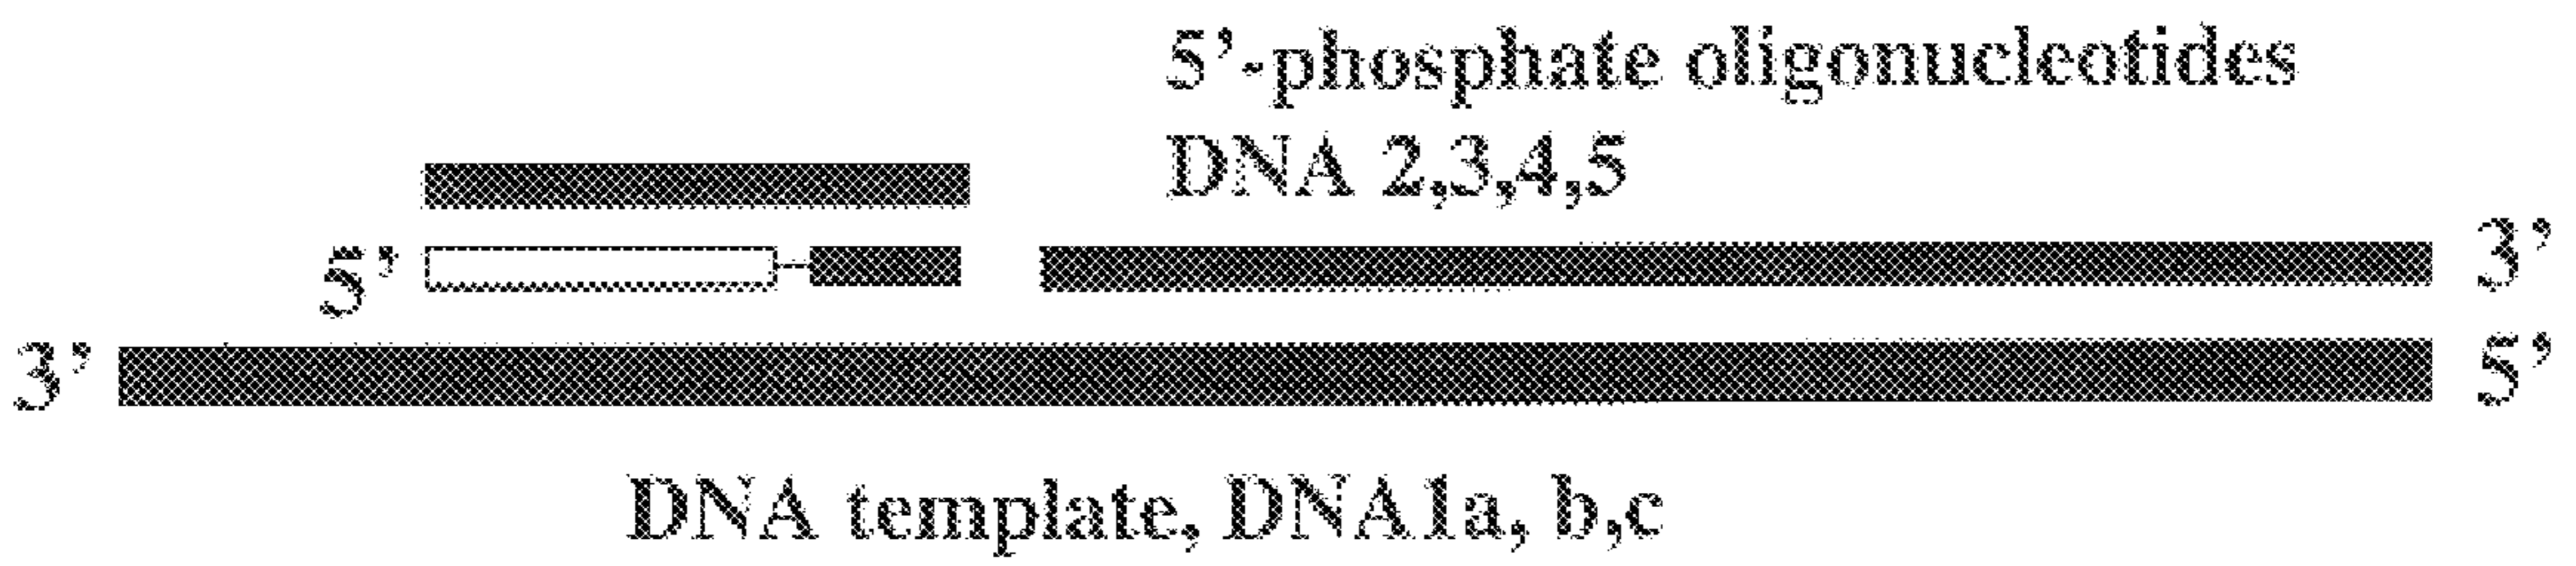 5’-phosphate oligonucleotides
DNA 2,3,4,5
5’ 3’
3’ 5’
DNA template, DNA1a, b,c